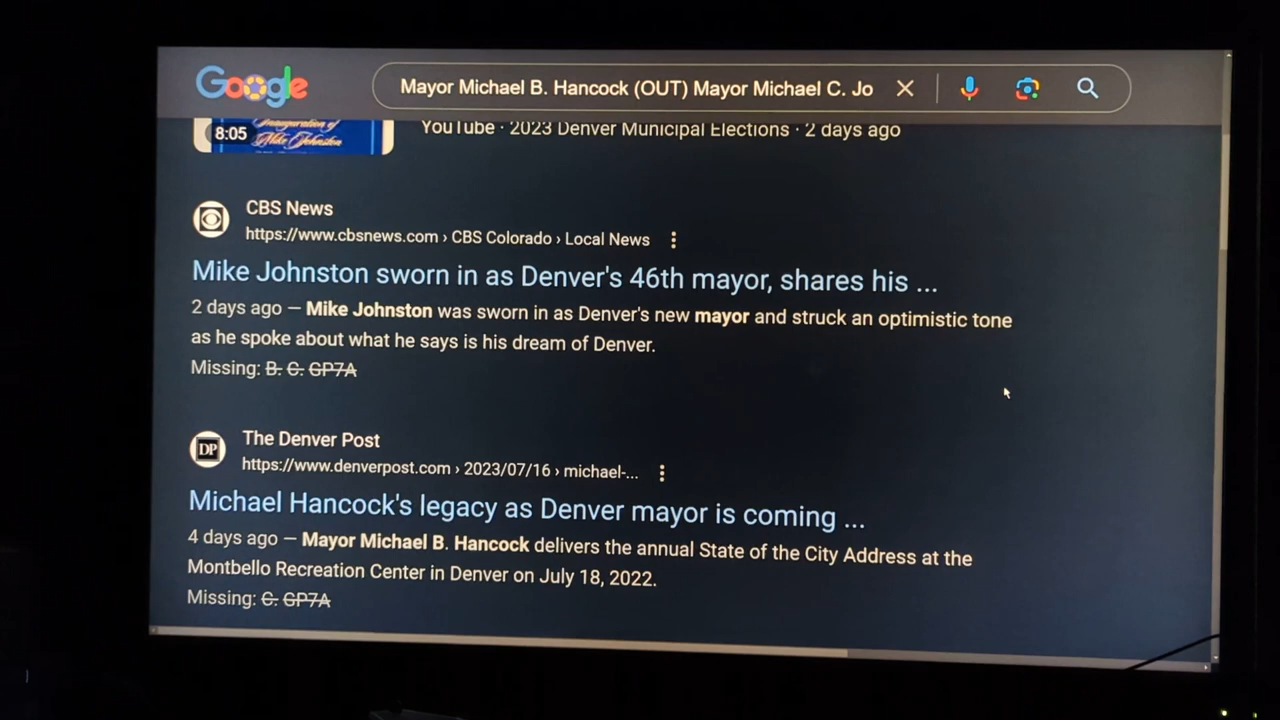 Google
Mayor Michael B. Hancock (OUT) Mayor Michael C. Jo
Inauguration of
8:05
Mike Johnston
YouTube · 2023 Denver Municipal Elections · 2 days ago
CBS News
https://www.cbsnews.com › CBS Colorado › Local News
Mike Johnston sworn in as Denver's 46th mayor, shares his ...
2 days ago — Mike Johnston was sworn in as Denver's new mayor and struck an optimistic tone
as he spoke about what he says is his dream of Denver.
Missing: B. C. GP7A
DP
The Denver Post
https://www.denverpost.com › 2023/07/16 › michael-...
Michael Hancock's legacy as Denver mayor is coming ...
4 days ago — Mayor Michael B. Hancock delivers the annual State of the City Address at the
Montbello Recreation Center in Denver on July 18, 2022.
Missing: C. GP7A